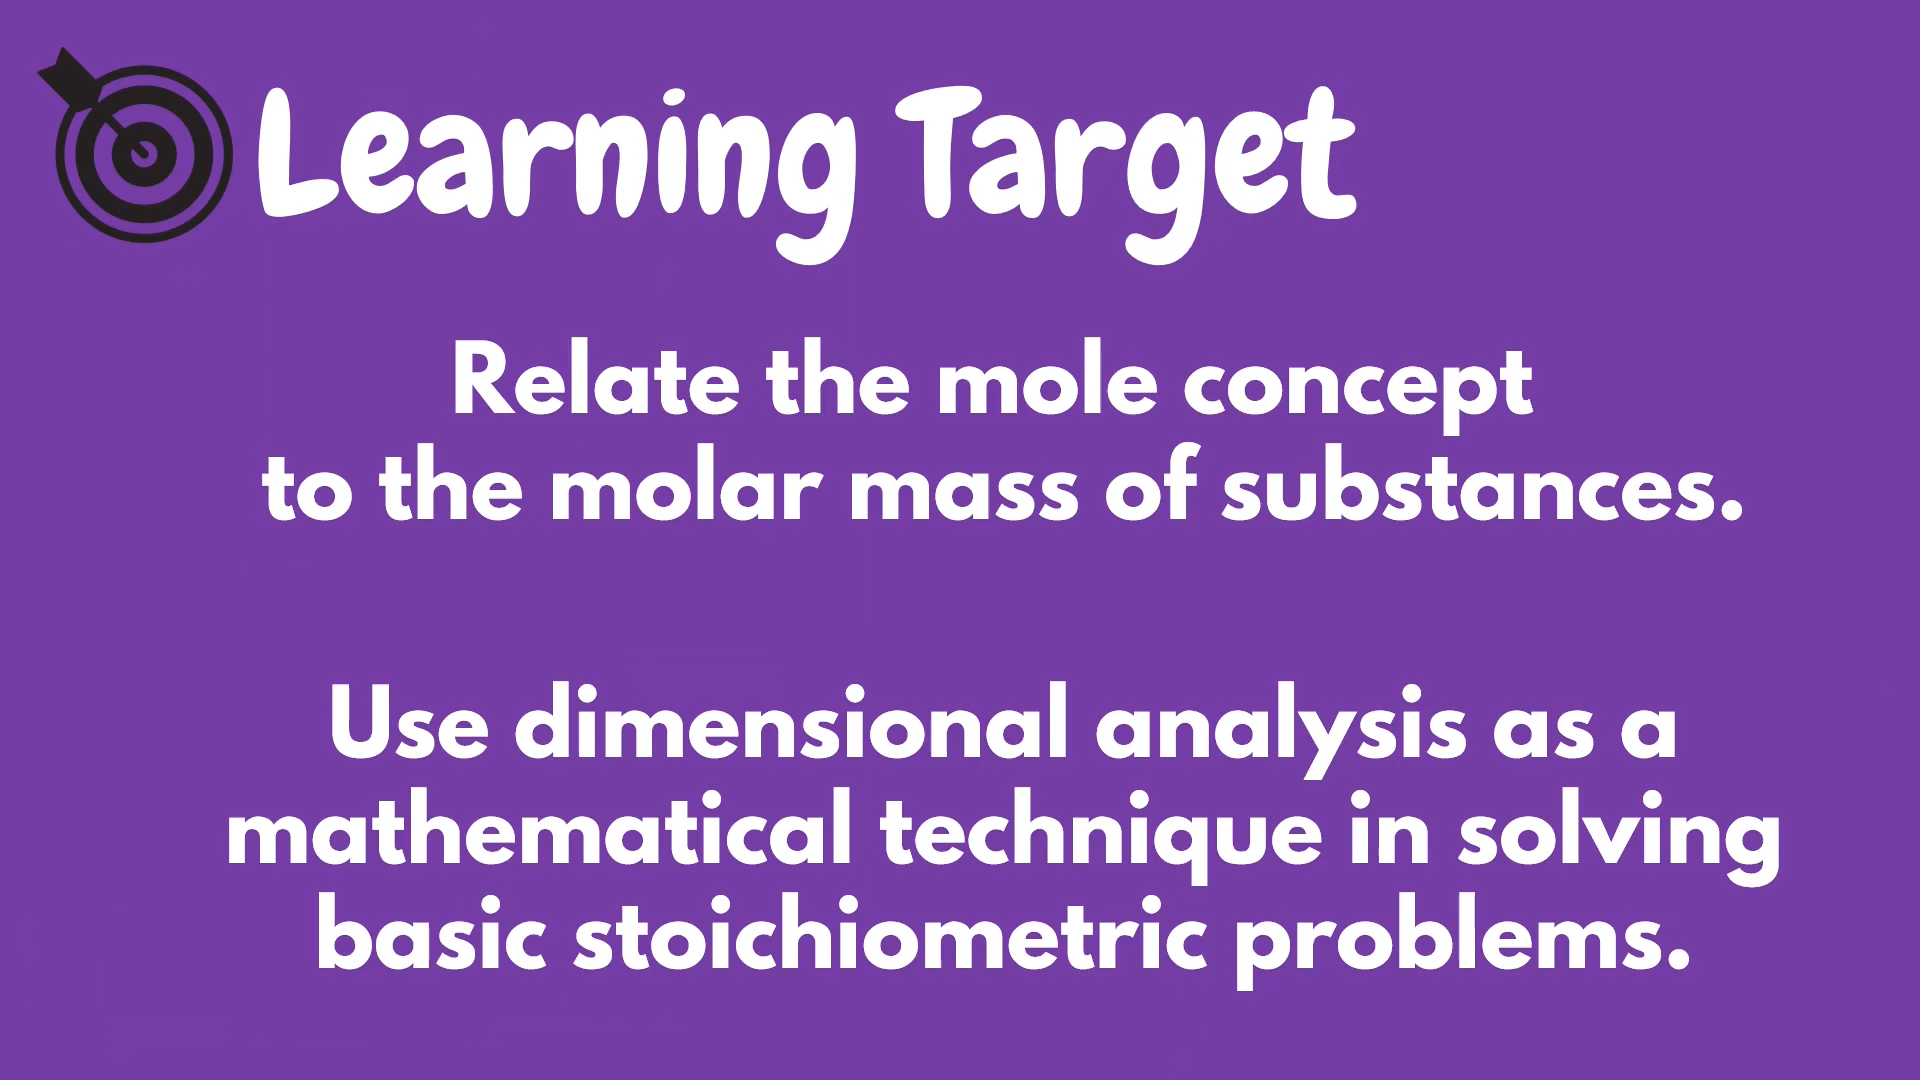 Learning Target
Relate the mole concept
to the molar mass of substances.
Use dimensional analysis as a
mathematical technique in solving
basic stoichiometric problems.